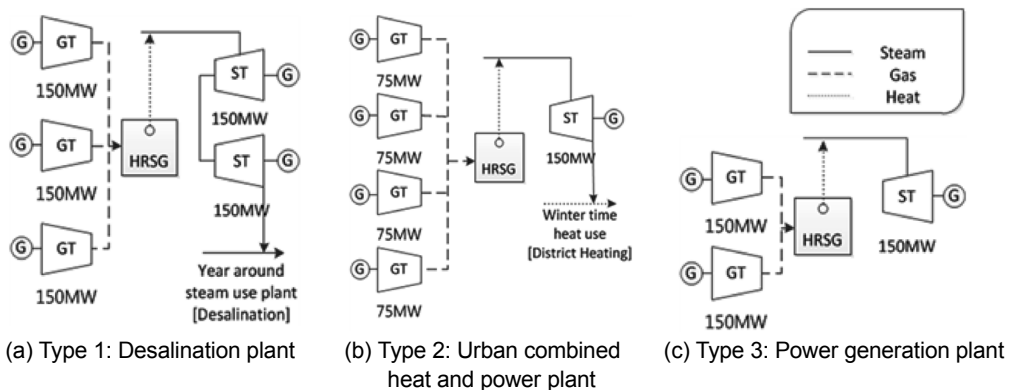 G GT
150MW
G GT
150MW
G GT
150MW
HRSG
ST G
150MW
ST G
150MW
Year around
steam use plant
[Desalination]
(a) Type 1: Desalination plant
G GT
75MW
G GT
75MW
G GT
75MW
G GT
75MW
HRSG
ST G
150MW
Winter time
heat use
[District Heating]
(b) Type 2: Urban combined
heat and power plant
Steam
Gas
Heat
G GT
150MW
G GT
150MW
HRSG
ST G
150MW
(c) Type 3: Power generation plant